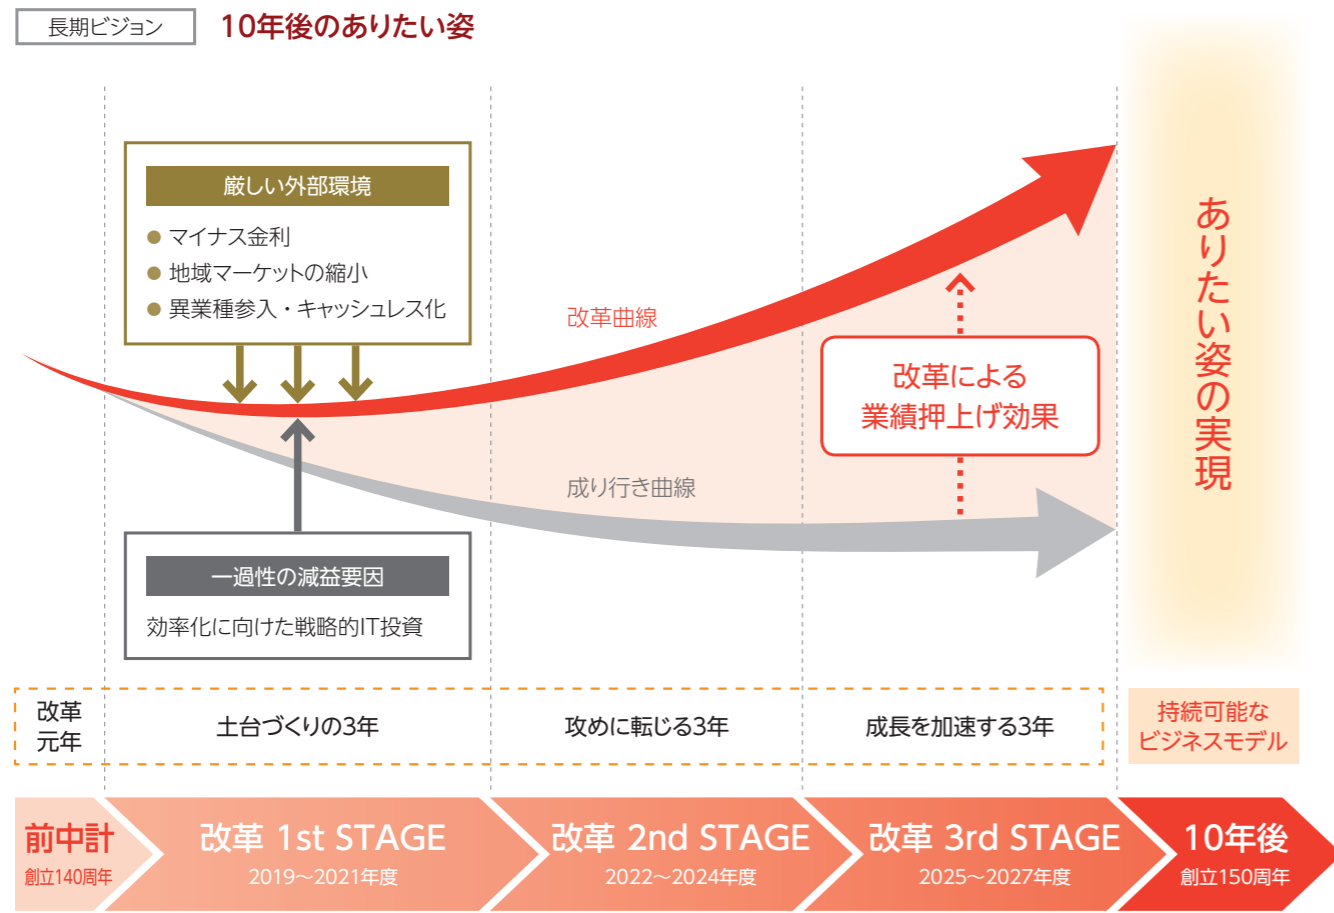 長期ビジョン
10年後のありたい姿
厳しい外部環境
● マイナス金利
● 地域マーケットの縮小
● 異業種参入・キャッシュレス化
改革曲線
改革による
業績押上げ効果
成り行き曲線
一過性の減益要因
効率化に向けた戦略的IT投資
ありたい姿の実現
改革
元年
土台づくりの3年
攻めに転じる3年
成長を加速する3年
持続可能な
ビジネスモデル
前中計
創立140周年
改革 1st STAGE
2019〜2021年度
改革 2nd STAGE
2022〜2024年度
改革 3rd STAGE
2025〜2027年度
10年後
創立150周年